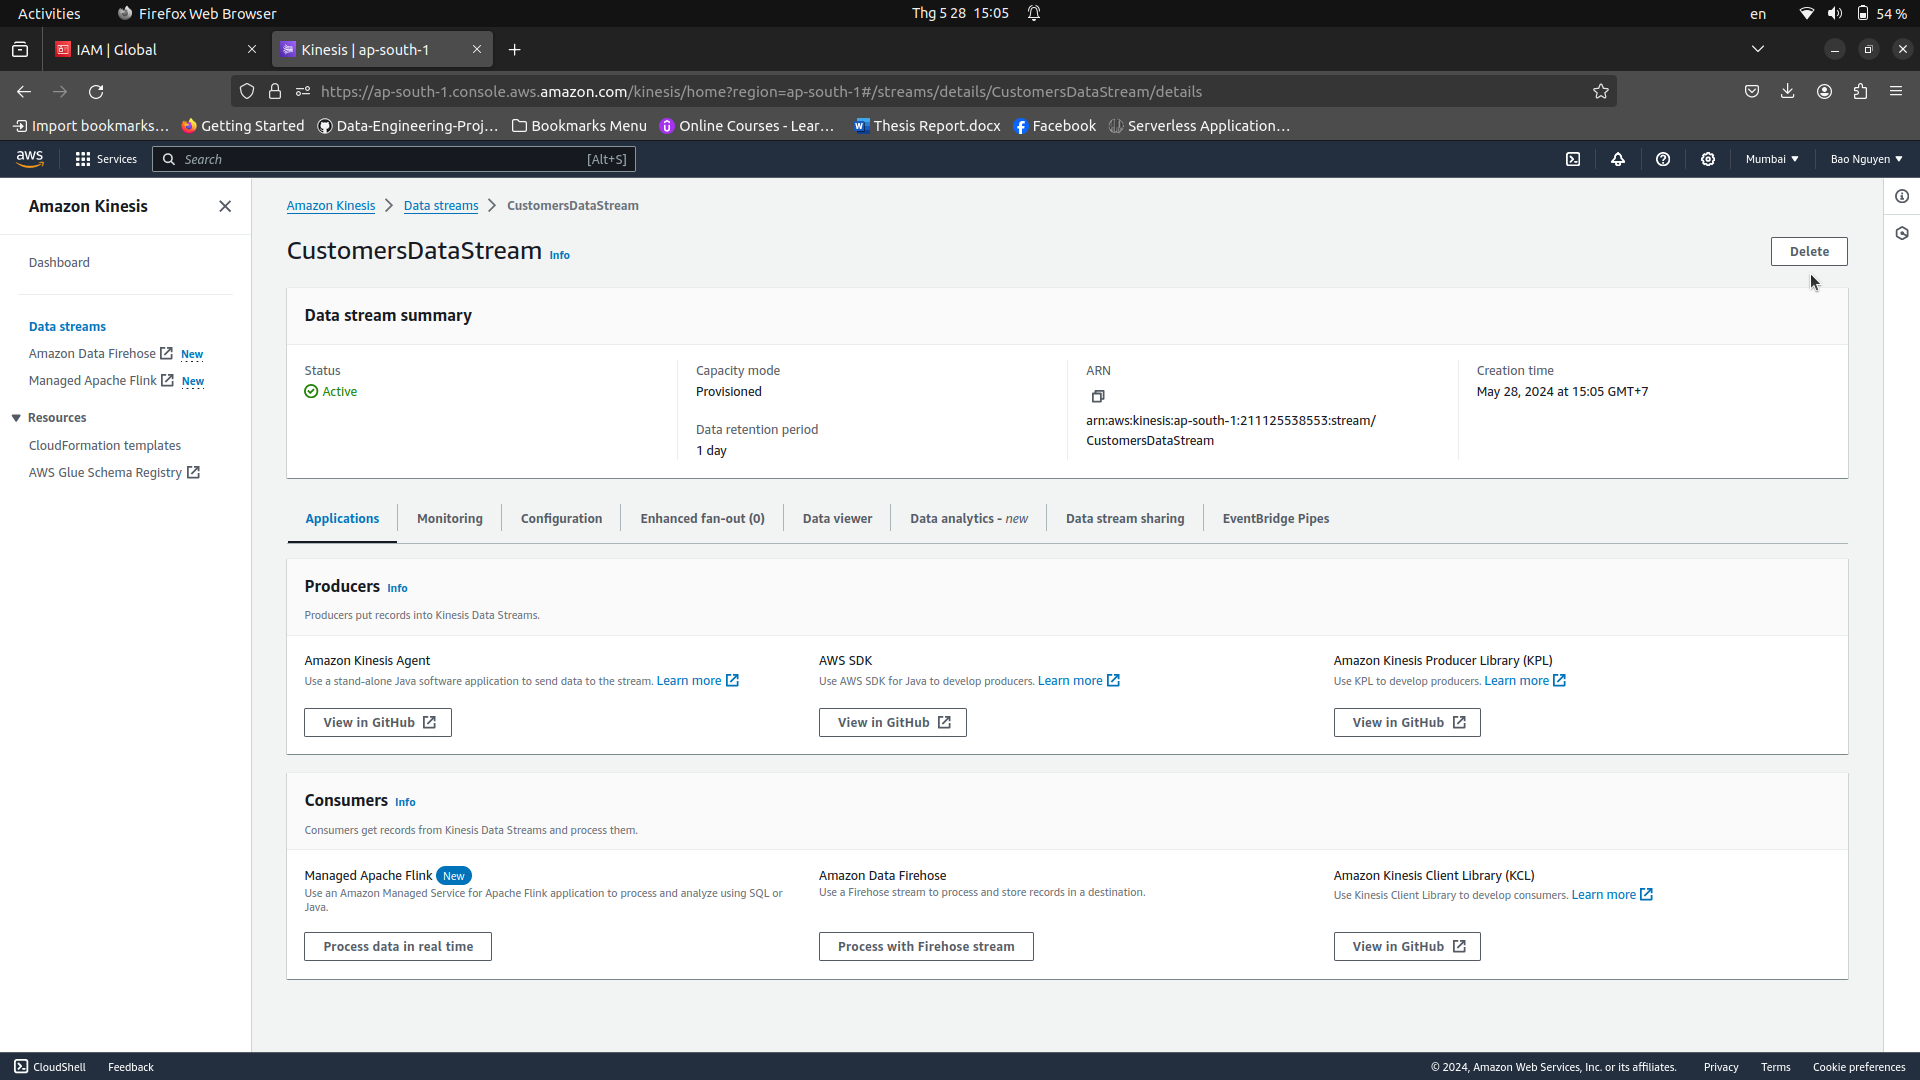 Activities
Firefox Web Browser
Thg 5 28 15:05
en
54 %
IAM | Global
Kinesis | ap-south-1
https://ap-south-1.console.aws.amazon.com/kinesis/home?region=ap-south-1#/streams/details/CustomersDataStream/details
Import bookmarks…
Getting Started
Data-Engineering-Proj…
Bookmarks Menu
Online Courses - Lear…
Thesis Report.docx
Facebook
Serverless Application…
aws
Services
Search
[Alt+S]
Mumbai
Bao Nguyen
Amazon Kinesis
Dashboard
Data streams
Amazon Data Firehose New
Managed Apache Flink New
Resources
CloudFormation templates
AWS Glue Schema Registry
Amazon Kinesis
Data streams
CustomersDataStream
CustomersDataStream Info
Delete
Data stream summary
Status
Active
Capacity mode
Provisioned
Data retention period
1 day
ARN
arn:aws:kinesis:ap-south-1:211125538553:stream/
CustomersDataStream
Creation time
May 28, 2024 at 15:05 GMT+7
Applications
Monitoring
Configuration
Enhanced fan-out (0)
Data viewer
Data analytics - new
Data stream sharing
EventBridge Pipes
Producers Info
Producers put records into Kinesis Data Streams.
Amazon Kinesis Agent
Use a stand-alone Java software application to send data to the stream. Learn more
View in GitHub
AWS SDK
Use AWS SDK for Java to develop producers. Learn more
View in GitHub
Amazon Kinesis Producer Library (KPL)
Use KPL to develop producers. Learn more
View in GitHub
Consumers Info
Consumers get records from Kinesis Data Streams and process them.
Managed Apache Flink New
Use an Amazon Managed Service for Apache Flink application to process and analyze using SQL or
Java.
Process data in real time
Amazon Data Firehose
Use a Firehose stream to process and store records in a destination.
Process with Firehose stream
Amazon Kinesis Client Library (KCL)
Use Kinesis Client Library to develop consumers. Learn more
View in GitHub
CloudShell
Feedback
© 2024, Amazon Web Services, Inc. or its affiliates.
Privacy
Terms
Cookie preferences